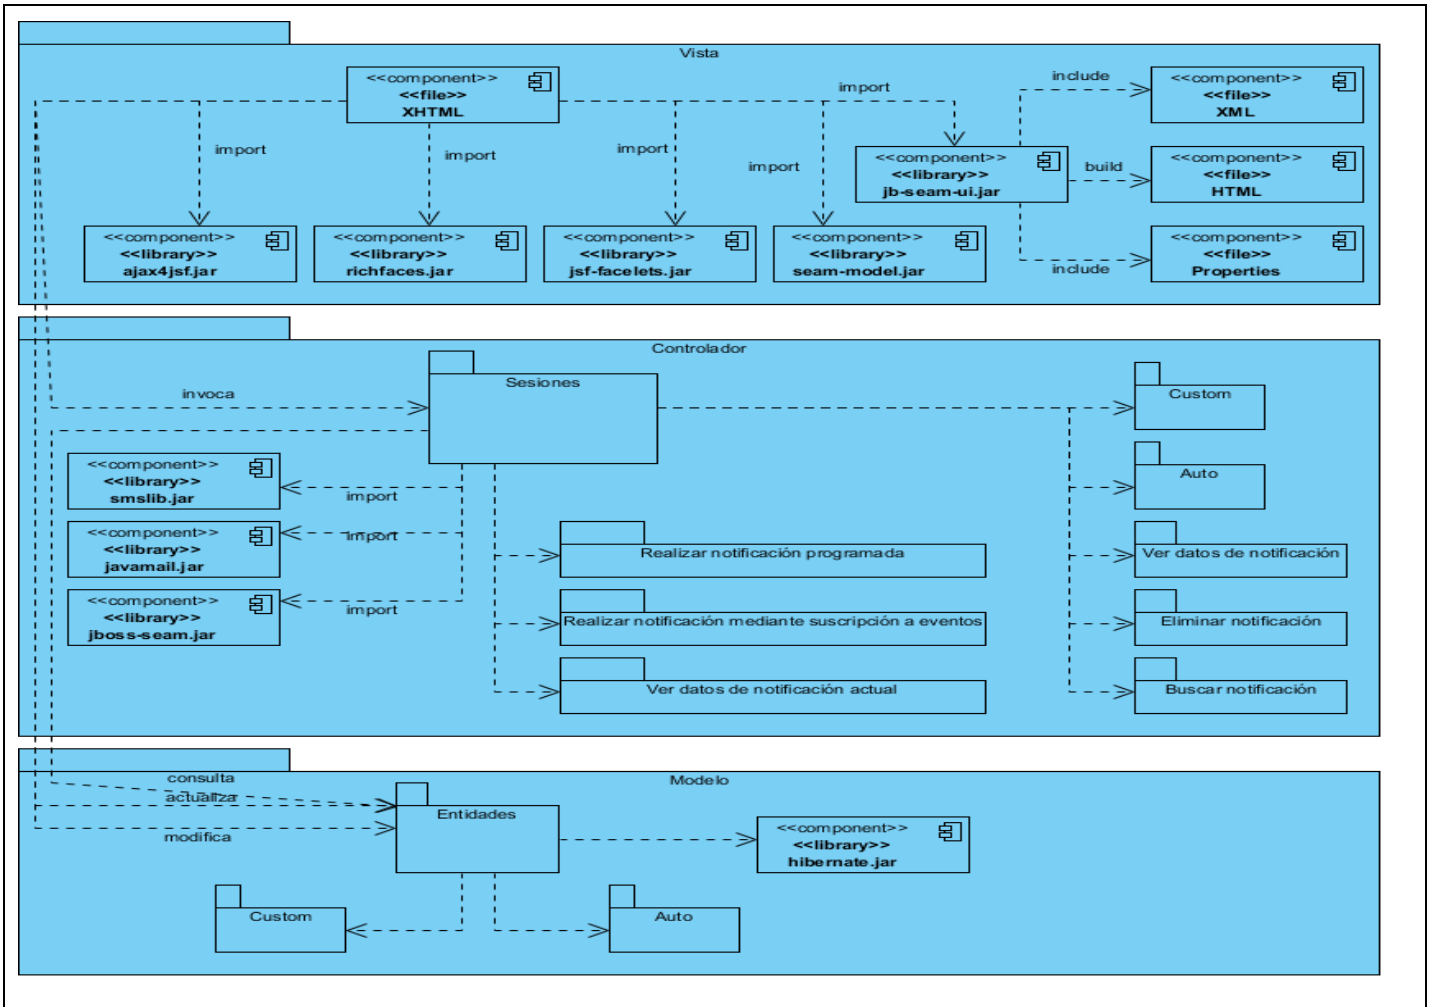 Vista
<<component>>
<<file>>
XHTML
import
import
import
import
import
<<component>>
<<library>>
jb-seam-ui.jar
include
build
include
<<component>>
<<file>>
XML
<<component>>
<<file>>
HTML
<<component>>
<<file>>
Properties
<<component>>
<<library>>
ajax4jsf.jar
<<component>>
<<library>>
richfaces.jar
<<component>>
<<library>>
jsf-facelets.jar
<<component>>
<<library>>
seam-model.jar
Controlador
Sesiones
invoca
Custom
Auto
<<component>>
<<library>>
smslib.jar
import
<<component>>
<<library>>
javamail.jar
import
<<component>>
<<library>>
jboss-seam.jar
import
Realizar notificación programada
Realizar notificación mediante suscripción a eventos
Ver datos de notificación actual
Ver datos de notificación
Eliminar notificación
Buscar notificación
Modelo
consulta
actualiza
modifica
Entidades
<<component>>
<<library>>
hibernate.jar
Custom
Auto